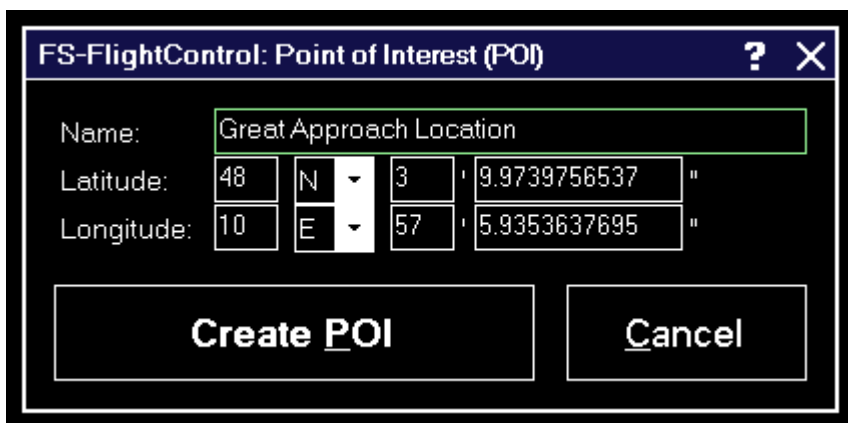 FS-FlightControl: Point of Interest (POI) ?
Name: Great Approach Location
Latitude: 48 N 3 ' 9.9739756537 "
Longitude: 10 E 57 ' 5.9353637695 "
Create POI Cancel